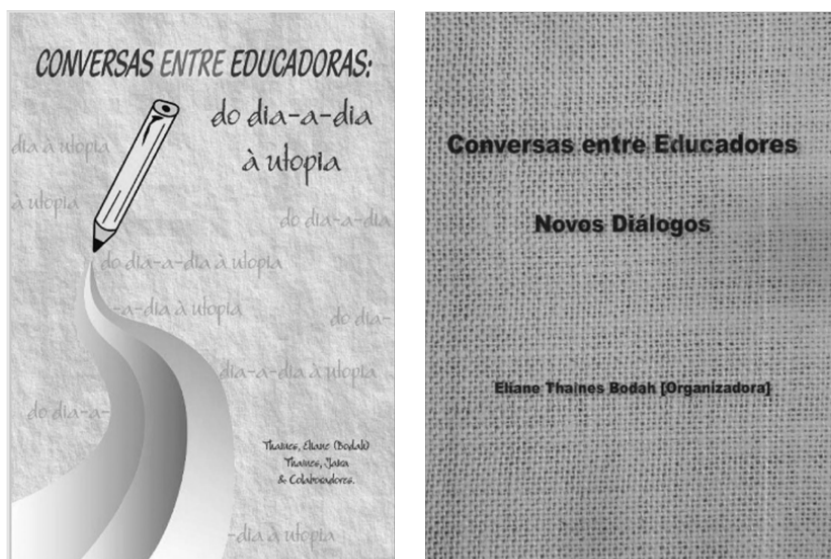 CONVERSAS ENTRE EDUCADORAS:
do dia-a-dia
à utopia
dia à utopia
à utopia
do dia-a-dia
do dia-a-dia à utopia
-a-dia à utopia
do dia-
dia-a-dia à utopia
do dia-a-
Thaines, Eliane (Bodah)
Thaines,
& Colaboradores.
-dia à utopia
Conversas entre Educadores
Novos Diálogos
Eliane Thaines Bodah [Organizadora]